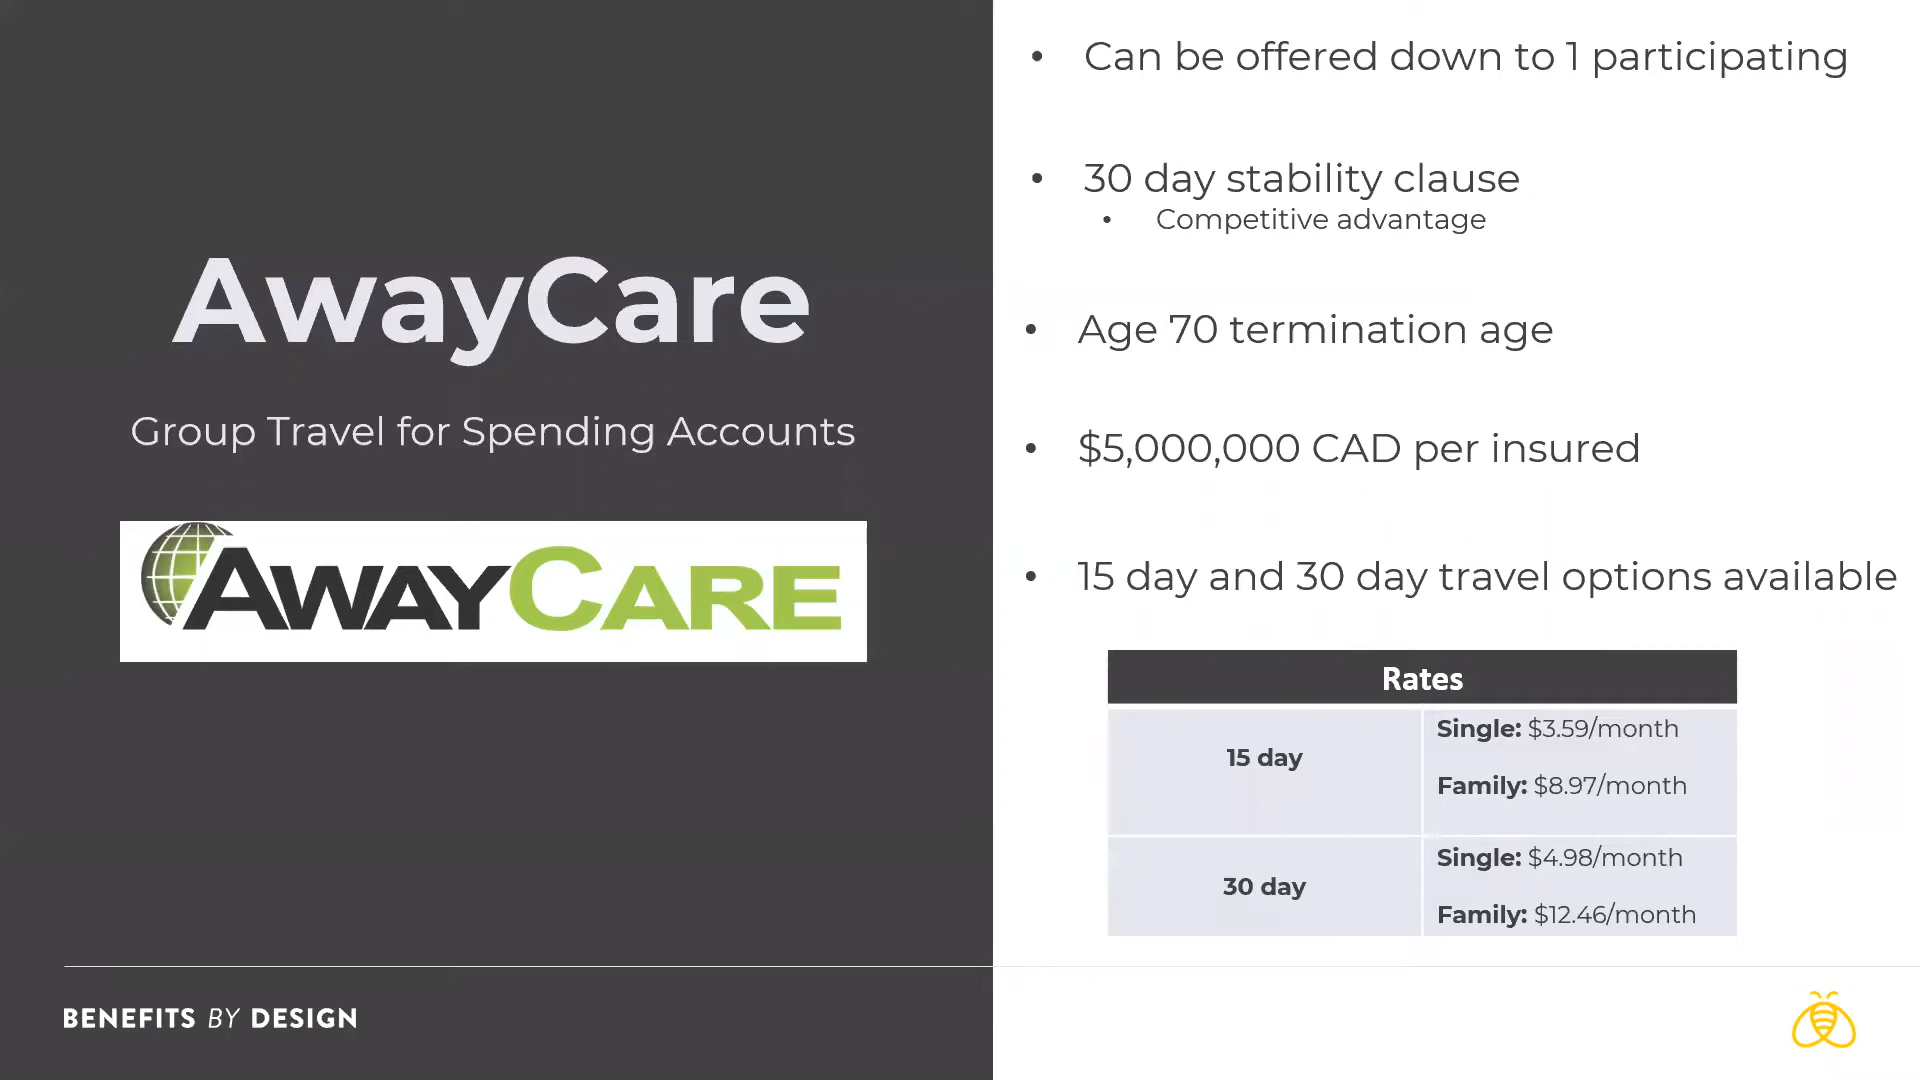 AwayCare
Group Travel for Spending Accounts
AWAYCARE
BENEFITS BY DESIGN
• Can be offered down to 1 participating
• 30 day stability clause
• Competitive advantage
• Age 70 termination age
• $5,000,000 CAD per insured
• 15 day and 30 day travel options available
Rates
15 day
Single: $3.59/month
Family: $8.97/month
30 day
Single: $4.98/month
Family: $12.46/month